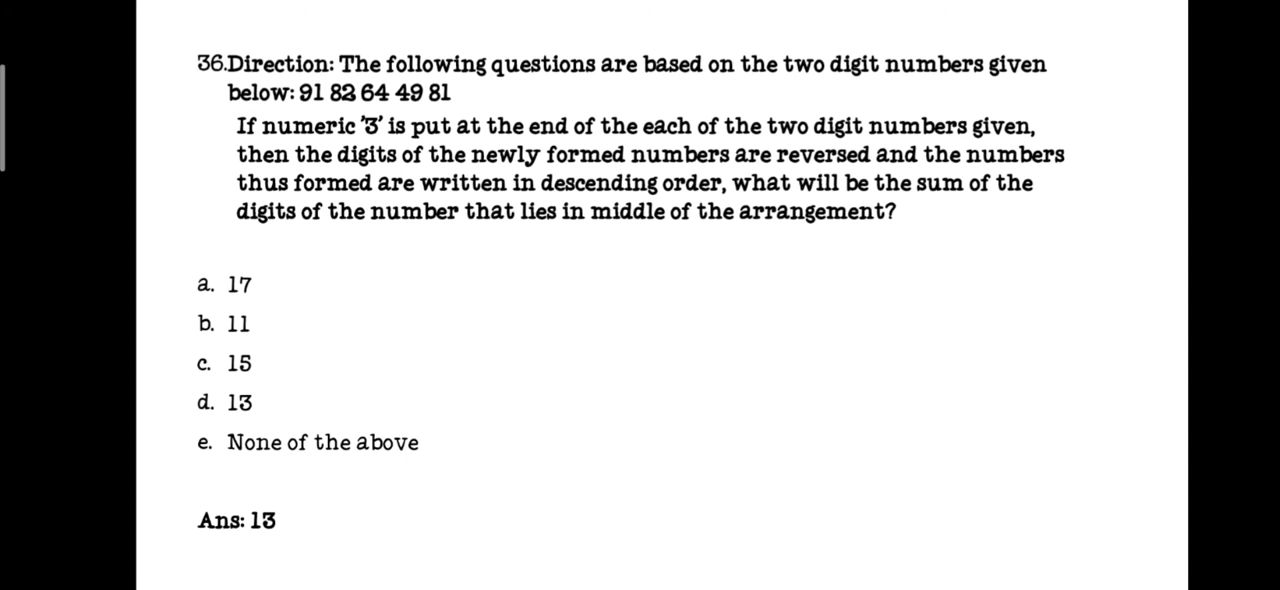 36.Direction: The following questions are based on the two digit numbers given
below: 91 82 64 49 81
If numeric '3' is put at the end of the each of the two digit numbers given,
then the digits of the newly formed numbers are reversed and the numbers
thus formed are written in descending order, what will be the sum of the
digits of the number that lies in middle of the arrangement?
a. 17
b. 11
c. 15
d. 13
e. None of the above
Ans: 13